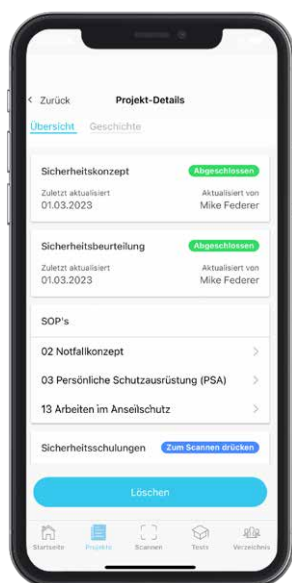 Zurück Projekt-Details
Übersicht Geschichte
Sicherheitskonzept Abgeschlossen
Zuletzt aktualisiert Aktualisiert von
01.03.2023 Mike Federer
Sicherheitsbeurteilung Abgeschlossen
Zuletzt aktualisiert Aktualisiert von
01.03.2023 Mike Federer
SOP's
02 Notfallkonzept
03 Persönliche Schutzausrüstung (PSA)
13 Arbeiten im Anseilschutz
Sicherheitsschulungen Zum Scannen drücken
Löschen
Startseite Projekte Scannen Tests Verzeichnis